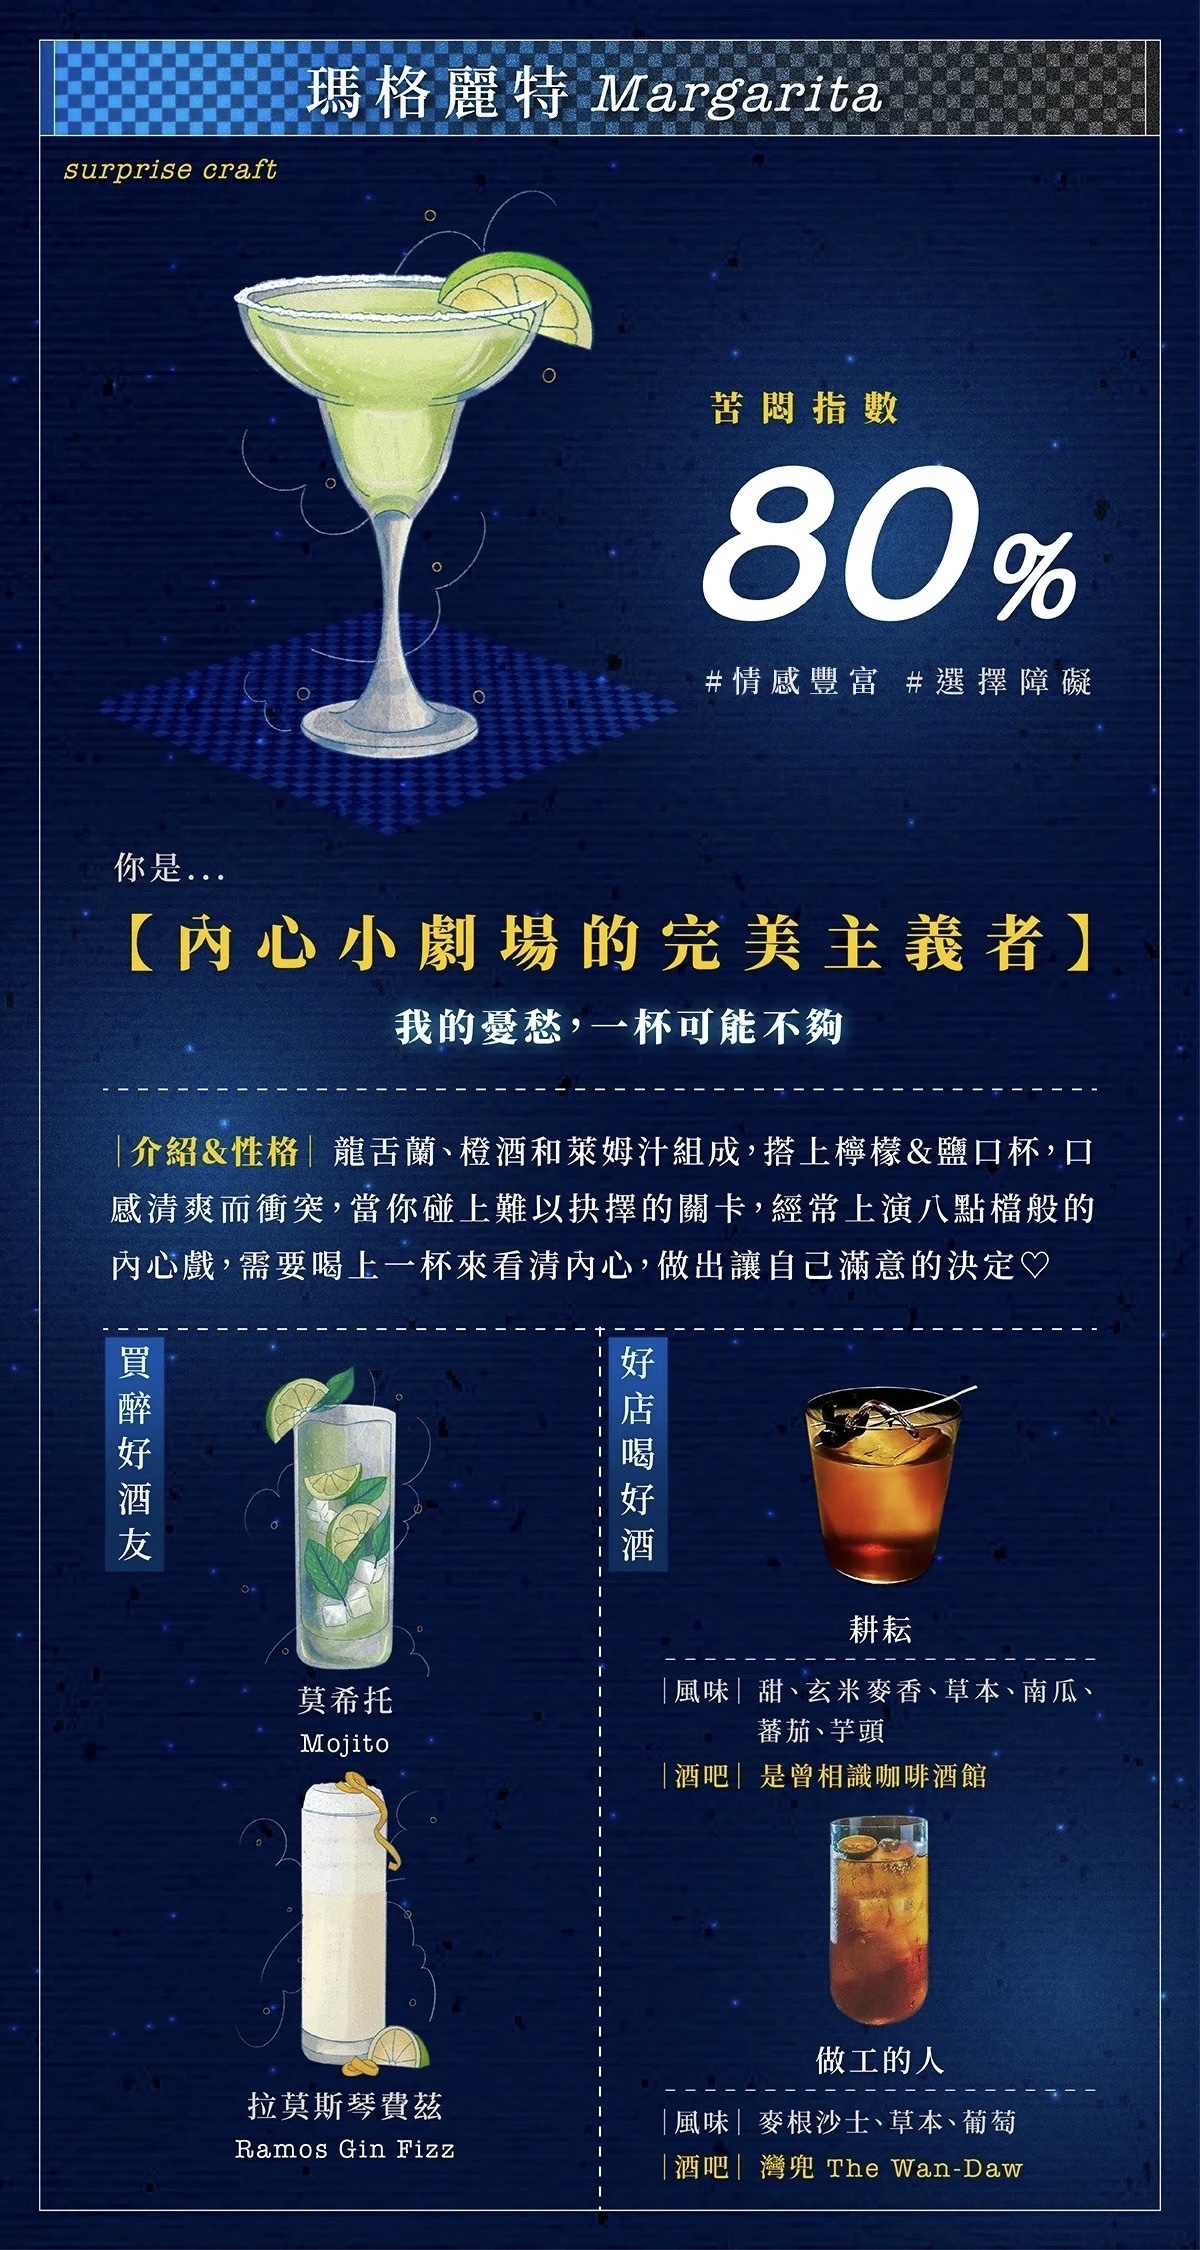 瑪格麗特 Margarita
surprise craft
苦悶指數
80%
#情感豐富 #選擇障礙
你是...
【內心小劇場的完美主義者】
我的憂愁,一杯可能不夠
|介紹&性格| 龍舌蘭、橙酒和萊姆汁組成,搭上檸檬&鹽口杯,口
感清爽而衝突,當你碰上難以抉擇的關卡,經常上演八點檔般的
內心戲,需要喝上一杯來看清內心,做出讓自己滿意的決定♡
買醉好酒友
莫希托
Mojito
拉莫斯琴費茲
Ramos Gin Fizz
好店喝好酒
耕耘
|風味| 甜、玄米麥香、草本、南瓜、
蕃茄、芋頭
|酒吧| 是曾相識咖啡酒館
做工的人
|風味| 麥根沙士、草本、葡萄
|酒吧| 灣兜 The Wan-Daw